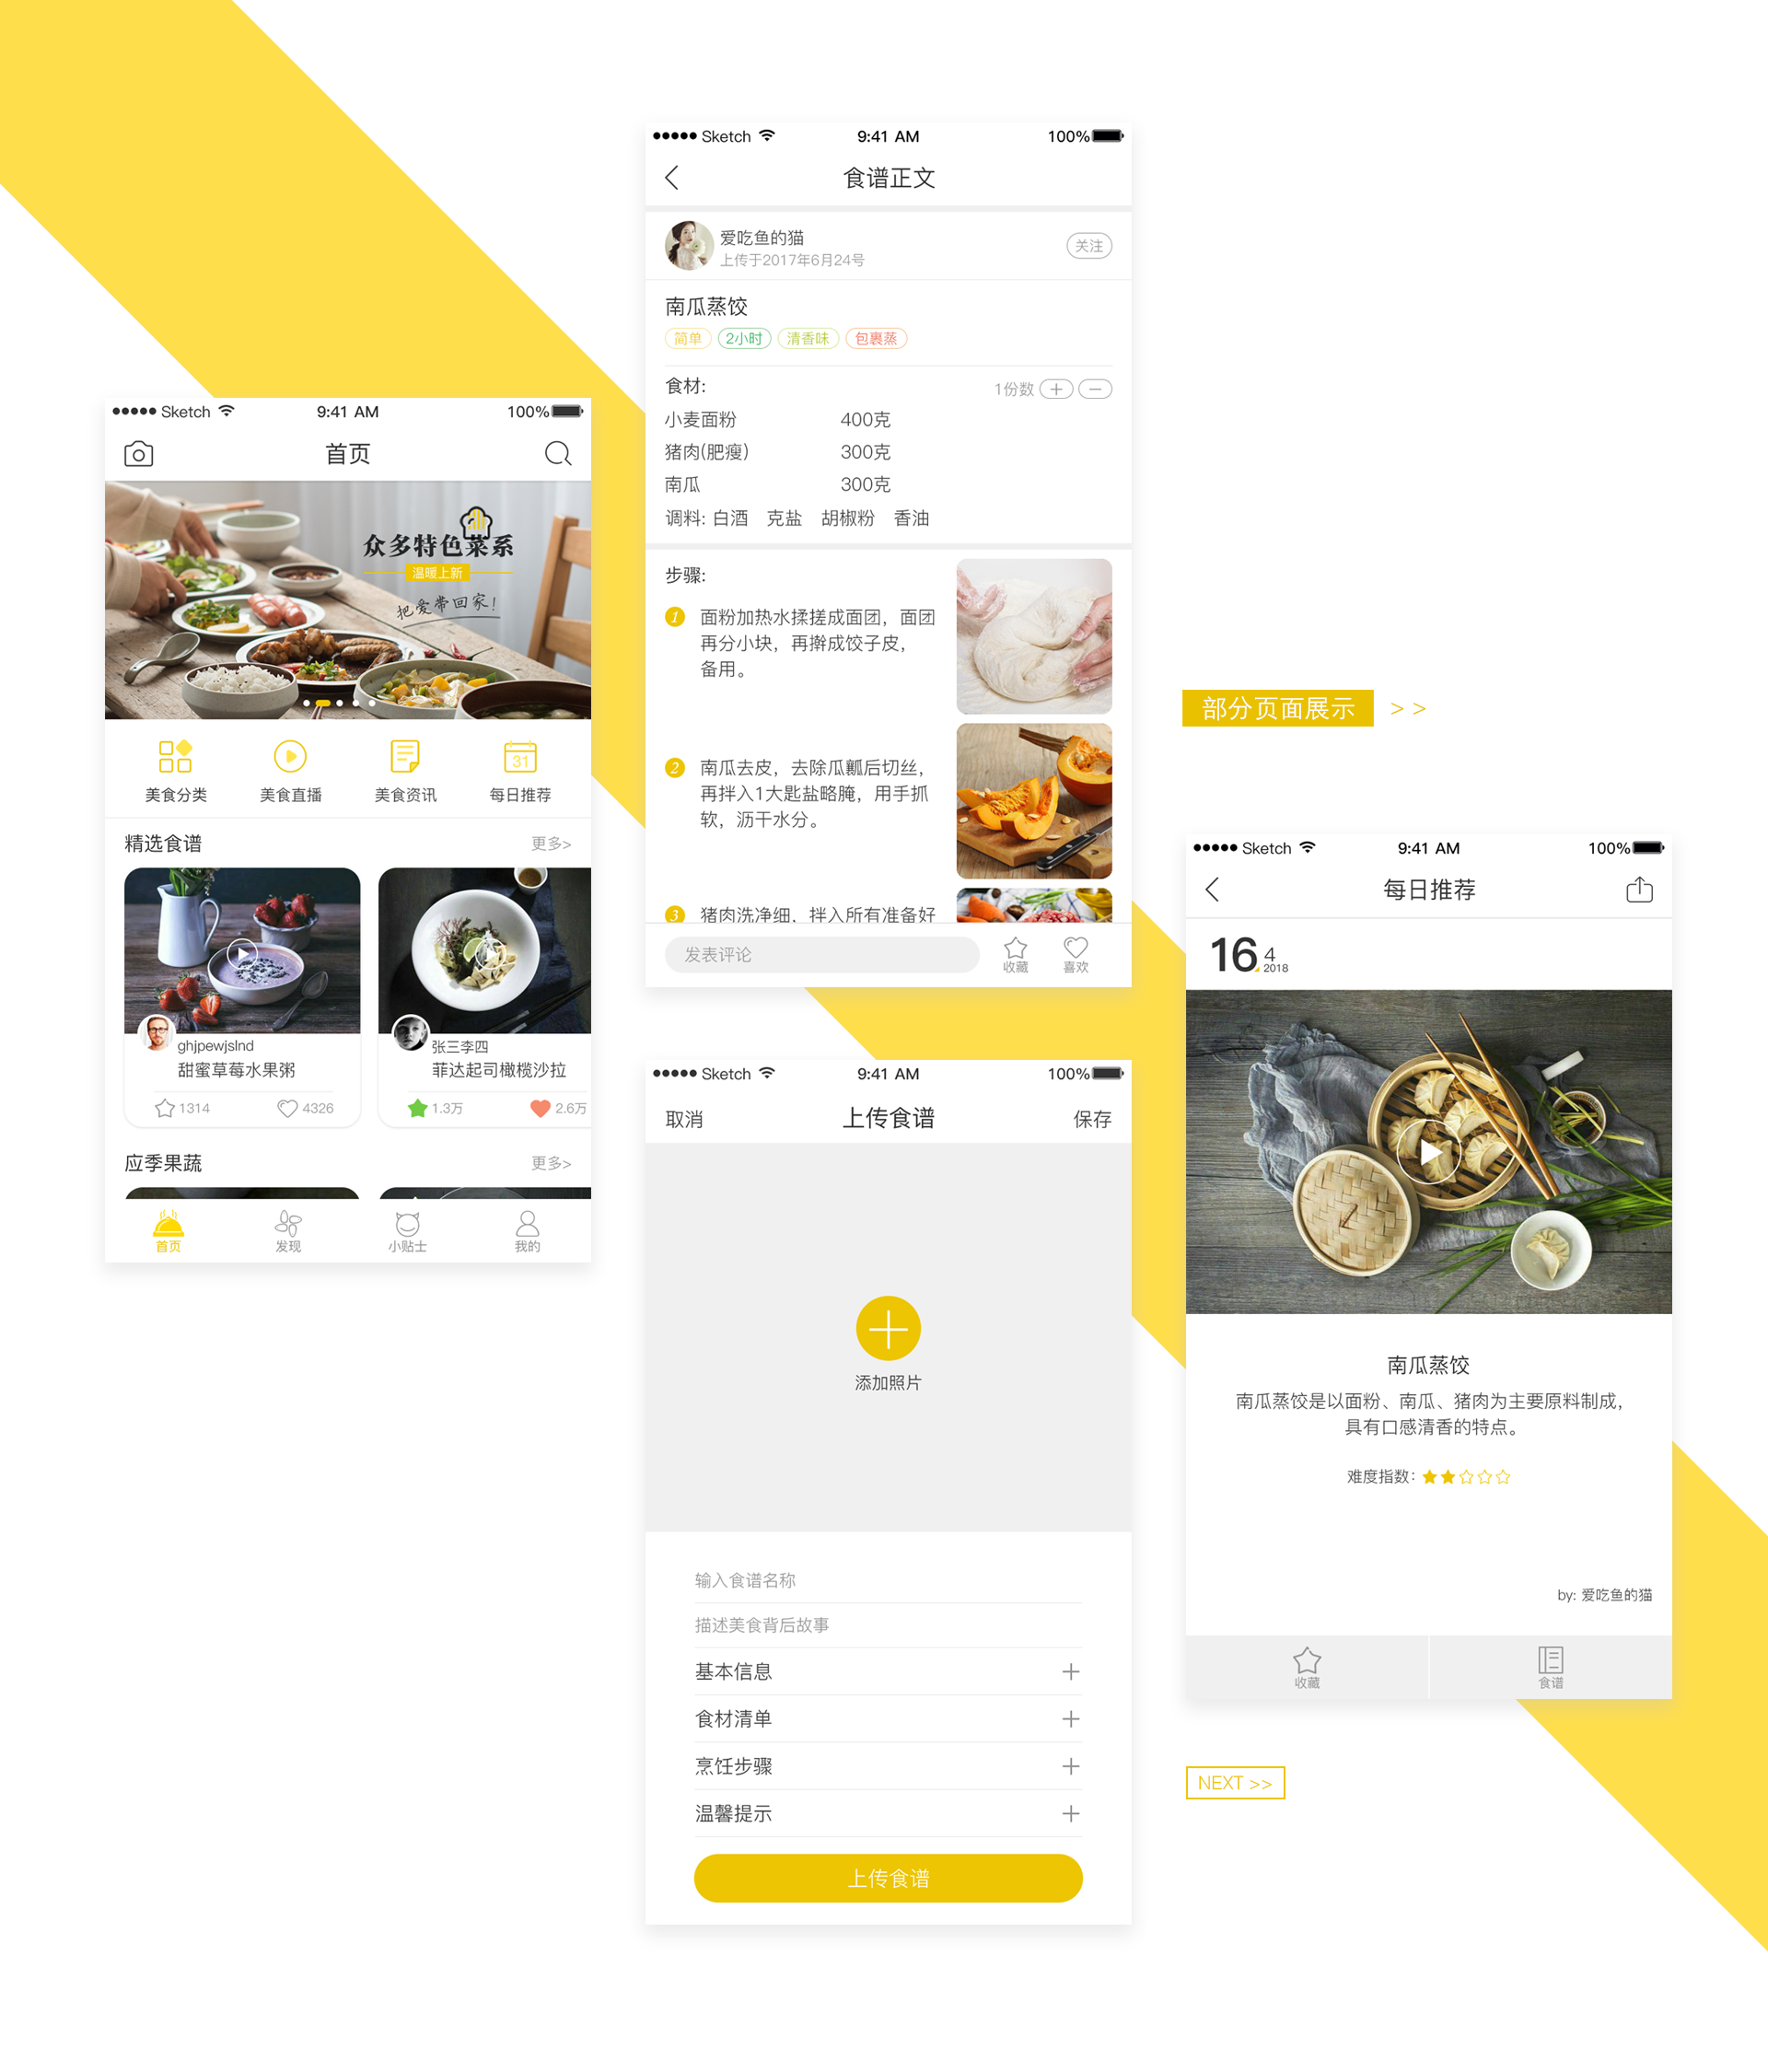 ●●●●● Sketch 9:41 AM 100%
首页
众多特色菜系
温暖上新
把爱带回家!
美食分类 美食直播 美食资讯 31 每日推荐
精选食谱 更多>
ghjpewjslnd
甜蜜草莓水果粥
1314 4326
张三李四
菲达起司橄榄沙拉
1.3万 2.6万
应季果蔬 更多>
首页 发现 小贴士 我的
●●●●● Sketch 9:41 AM 100%
食谱正文
爱吃鱼的猫
上传于2017年6月24号
关注
南瓜蒸饺
简单 2小时 清香味 包裹蒸
食材: 1份数
小麦面粉 400克
猪肉(肥瘦) 300克
南瓜 300克
调料: 白酒 克盐 胡椒粉 香油
步骤:
1 面粉加热水揉搓成面团，面团
再分小块，再擀成饺子皮，
备用。
2 南瓜去皮，去除瓜瓤后切丝，
再拌入1大匙盐略腌，用手抓
软，沥干水分。
3 猪肉洗净细，拌入所有准备好
发表评论 收藏 喜欢
●●●●● Sketch 9:41 AM 100%
取消 上传食谱 保存
添加照片
输入食谱名称
描述美食背后故事
基本信息
食材清单
烹饪步骤
温馨提示
上传食谱
部分页面展示 > >
●●●●● Sketch 9:41 AM 100%
每日推荐
16 4
2018
南瓜蒸饺
南瓜蒸饺是以面粉、南瓜、猪肉为主要原料制成，
具有口感清香的特点。
难度指数:
by: 爱吃鱼的猫
收藏 食谱
NEXT >>